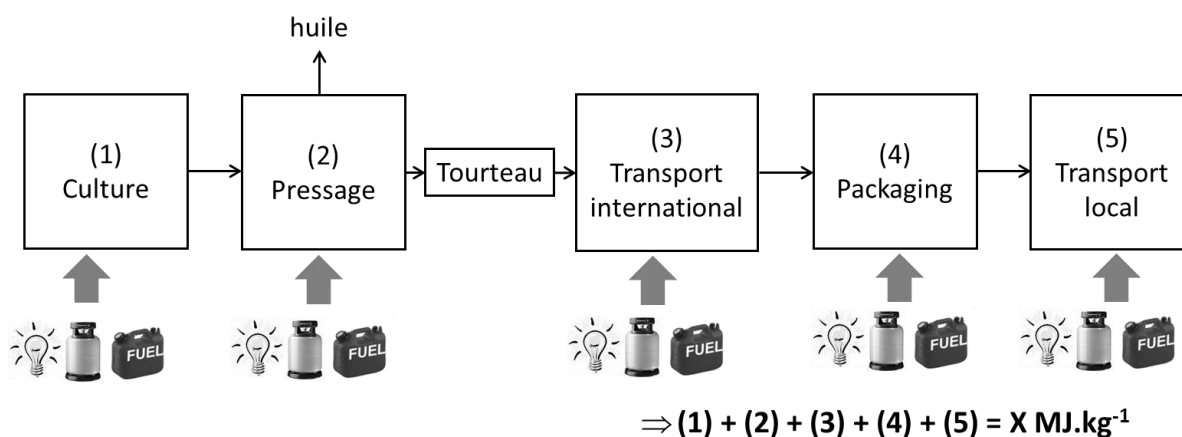 huile
(1)
Culture
(2)
Pressage
Tourteau
(3)
Transport
international
(4)
Packaging
(5)
Transport
local
FUEL
FUEL
FUEL
FUEL
FUEL
⇒ (1) + (2) + (3) + (4) + (5) = X MJ.kg⁻¹